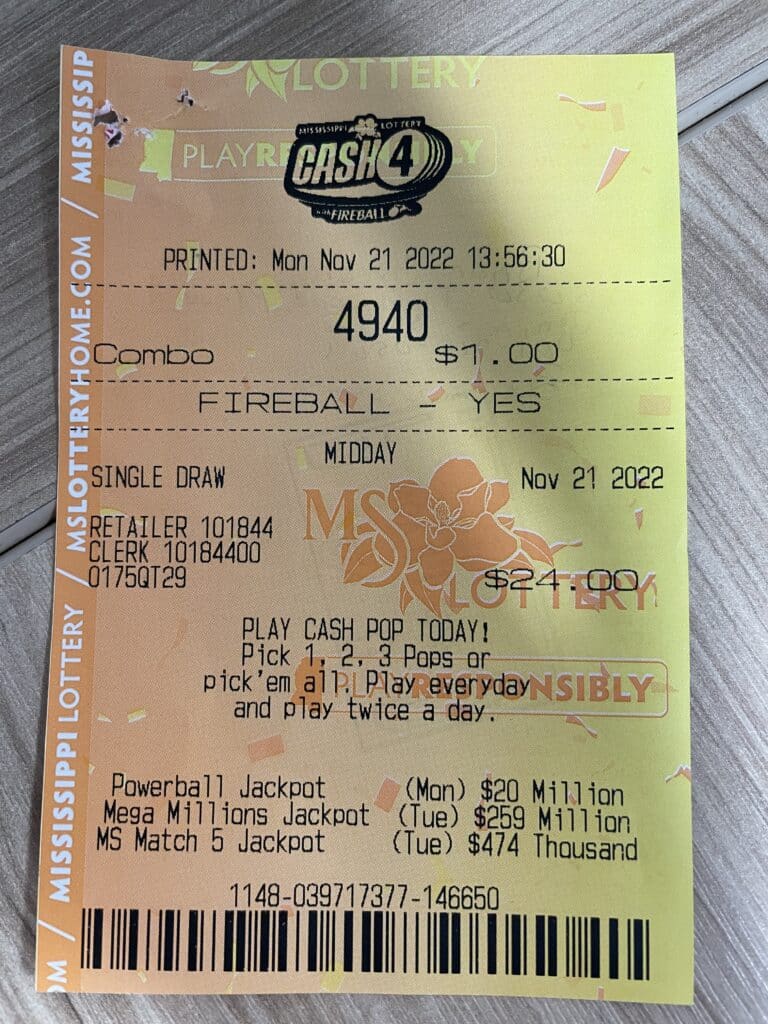 LOTTERY
PLAYRESPONSIBLY
MISSISSIPPI LOTTERY
CASH 4
WITH FIREBALL
PRINTED: Mon Nov 21 2022 13:56:30
4940
Combo $1.00
FIREBALL - YES
MIDDAY
SINGLE DRAW Nov 21 2022
RETAILER 101844
CLERK 10184400
0175QT29
$24.00
MS
LOTTERY
PLAY CASH POP TODAY!
Pick 1, 2, 3 Pops or
pick'em all. Play everyday
and play twice a day.
PLAYRESPONSIBLY
Powerball Jackpot (Mon) $20 Million
Mega Millions Jackpot (Tue) $259 Million
MS Match 5 Jackpot (Tue) $474 Thousand
1148-039717377-146650
OM / MISSISSIPPI LOTTERY / MSLOTTERYHOME.COM / MISSISSIP